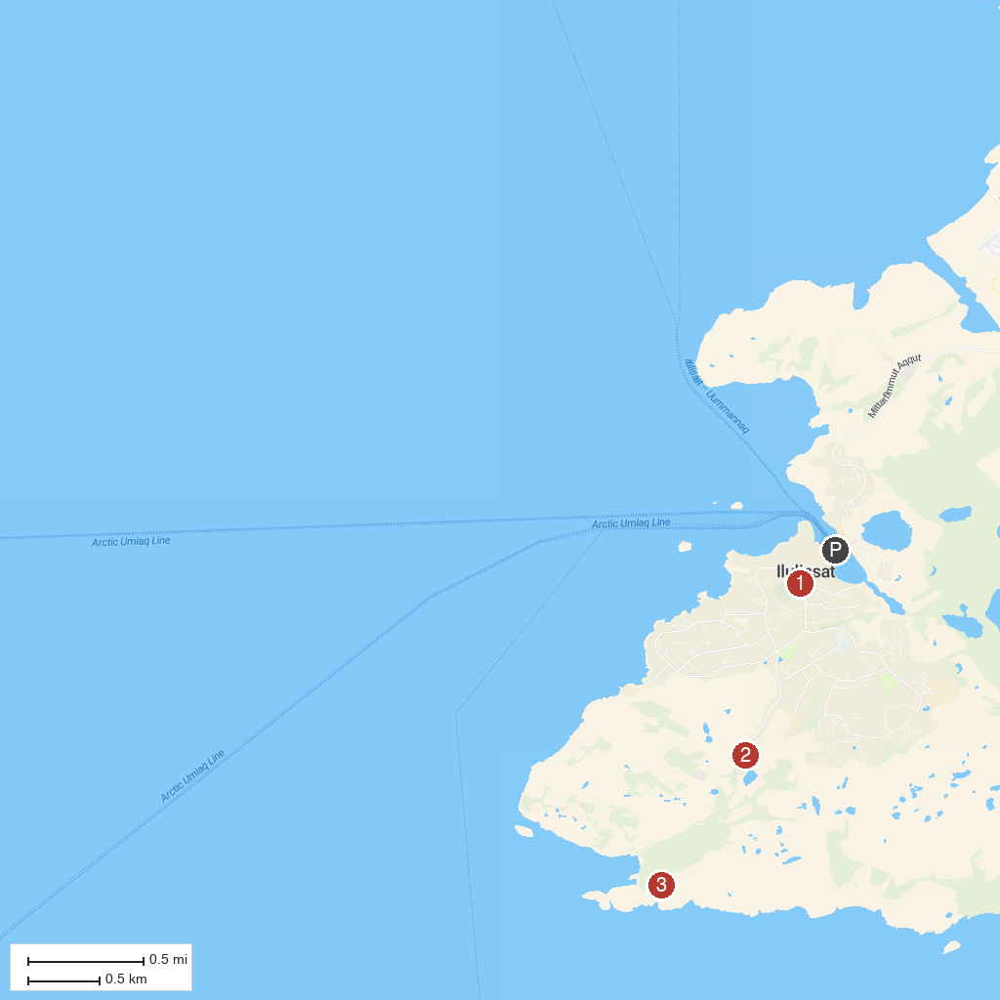 Mittarfimmut Aqqut
Ilulissat - Uummannaq
Arctic Umiaq Line
Arctic Umiaq Line
P
Ilulissat
1
Arctic Umiaq Line
2
3
0.5 mi
0.5 km